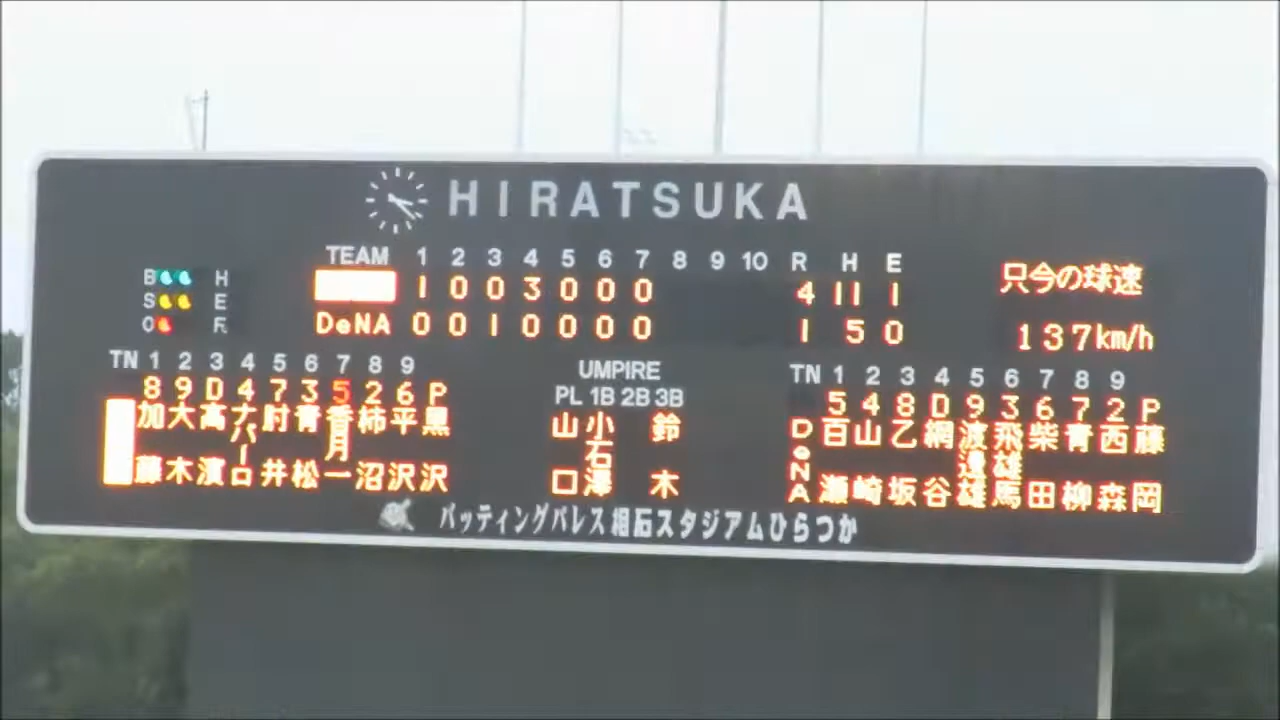 HIRATSUKA
TEAM 1 2 3 4 5 6 7 8 9 10 R H E
1 0 0 3 0 0 0 4 11 1
DeNA 0 0 1 0 0 0 0 1 5 0
B H
S E
O R
只今の球速
137km/h
TN 1 2 3 4 5 6 7 8 9
8 9 D 4 7 3 5 2 6 P
加藤 大木 高濱 ナバーロ 肘井 青松 香月一 柿沼 平沢 黒沢
UMPIRE
PL 1B 2B 3B
山口 小石澤 鈴木
TN 1 2 3 4 5 6 7 8 9
5 4 8 D 9 3 6 7 2 P
DeNA 百瀬 山崎 乙坂 網谷 渡邊雄 飛雄馬 柴田 青柳 西森 藤岡
バッティングパレス相石スタジアムひらつか